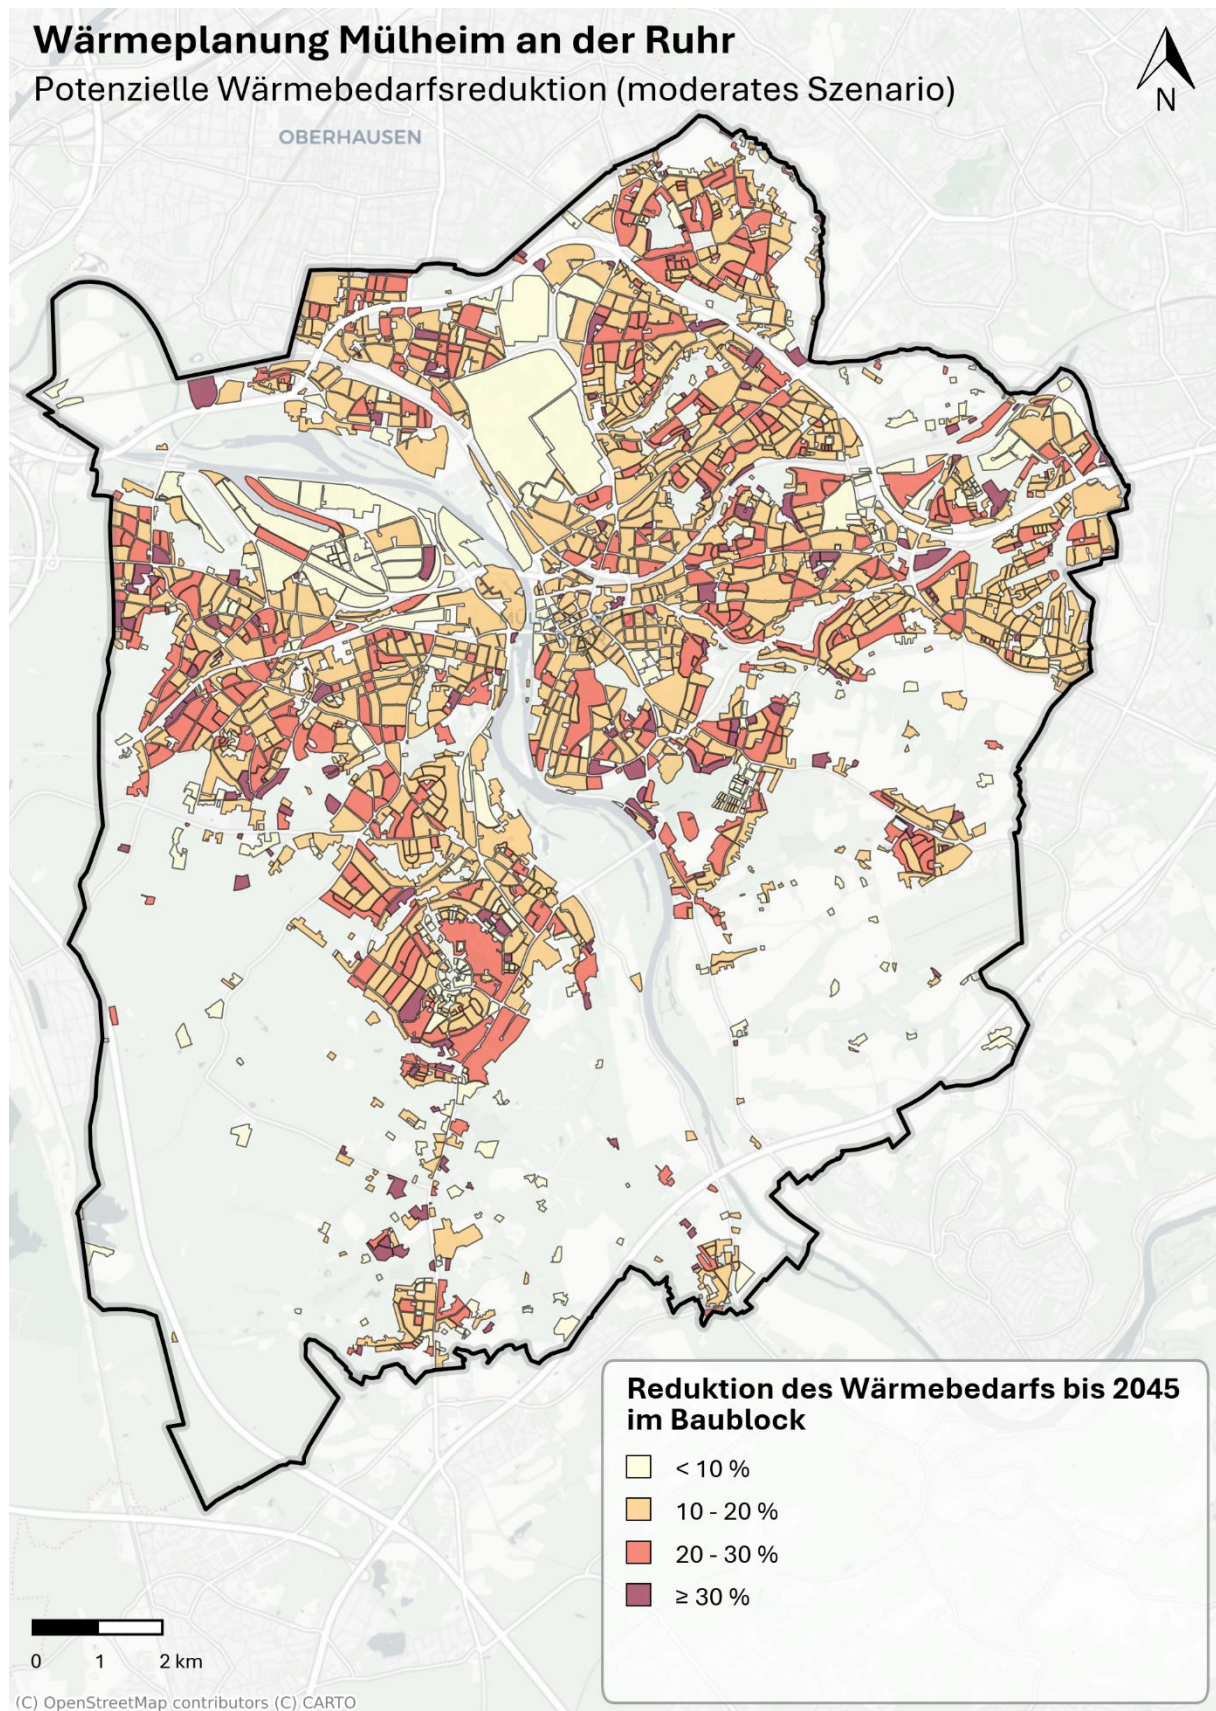 Wärmeplanung Mülheim an der Ruhr
Potenzielle Wärmebedarfsreduktion (moderates Szenario)
N
OBERHAUSEN
Reduktion des Wärmebedarfs bis 2045
im Baublock
< 10 %
10 - 20 %
20 - 30 %
≥ 30 %
0 1 2 km
(C) OpenStreetMap contributors (C) CARTO